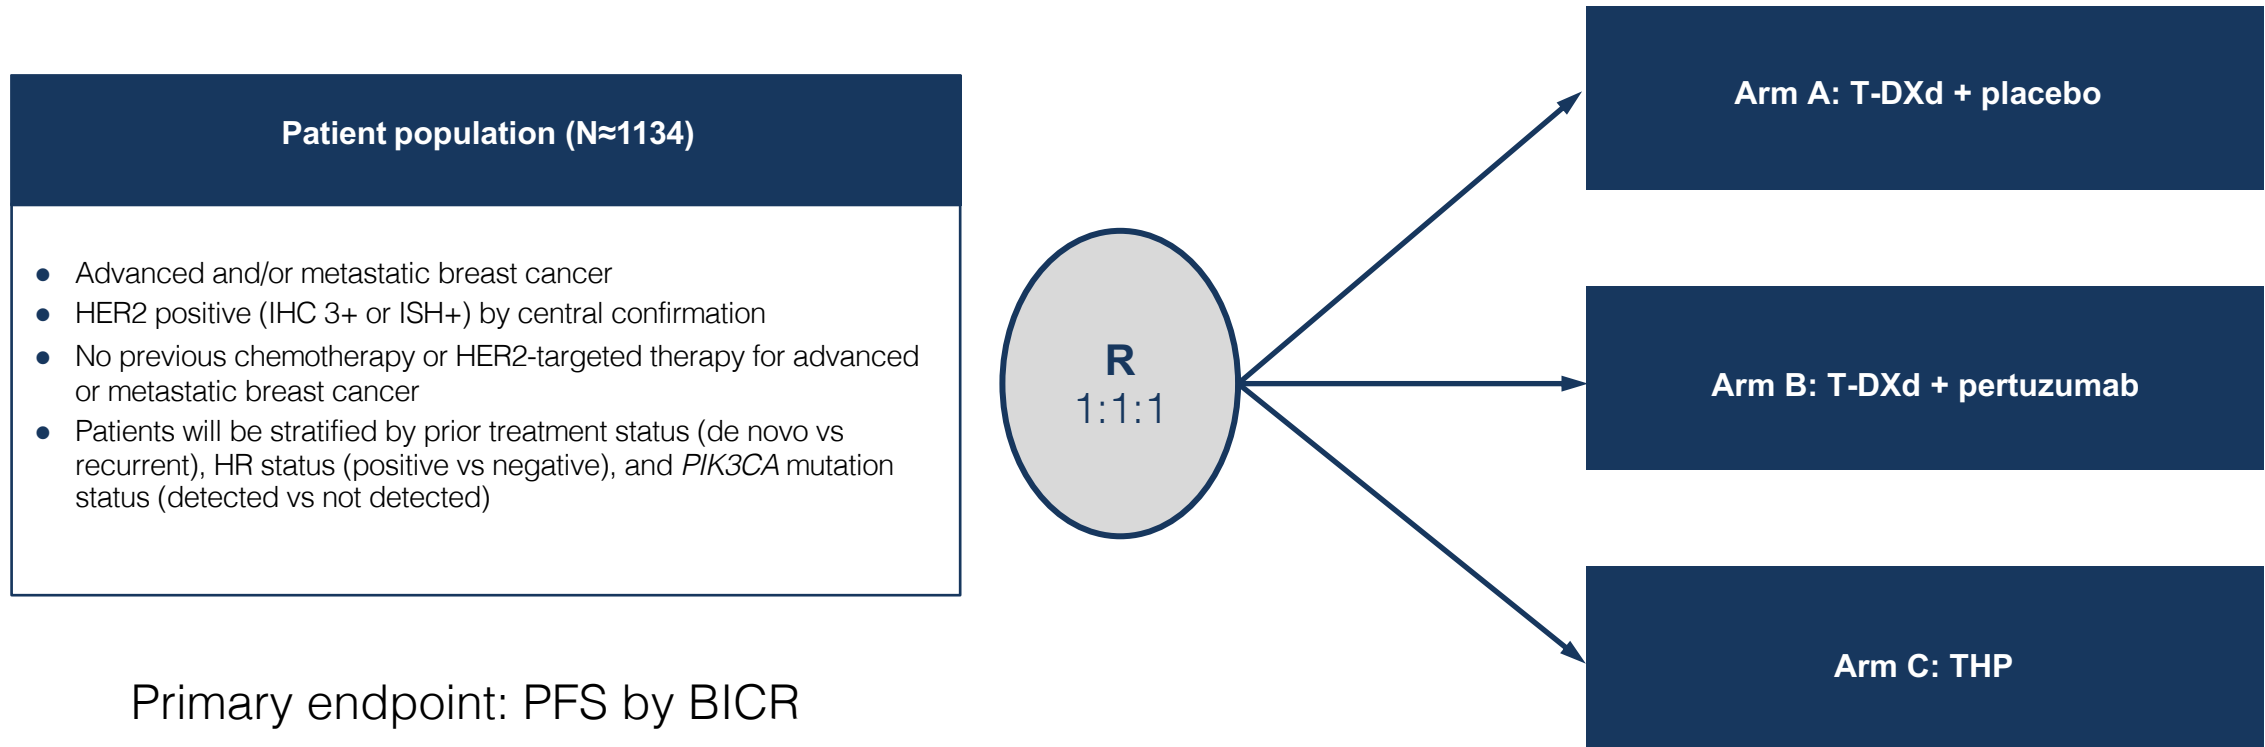 Patient population (N≈1134)
● Advanced and/or metastatic breast cancer
● HER2 positive (IHC 3+ or ISH+) by central confirmation
● No previous chemotherapy or HER2-targeted therapy for advanced
or metastatic breast cancer
● Patients will be stratified by prior treatment status (de novo vs
recurrent), HR status (positive vs negative), and PIK3CA mutation
status (detected vs not detected)
Primary endpoint: PFS by BICR
R
1:1:1
Arm A: T-DXd + placebo
Arm B: T-DXd + pertuzumab
Arm C: THP